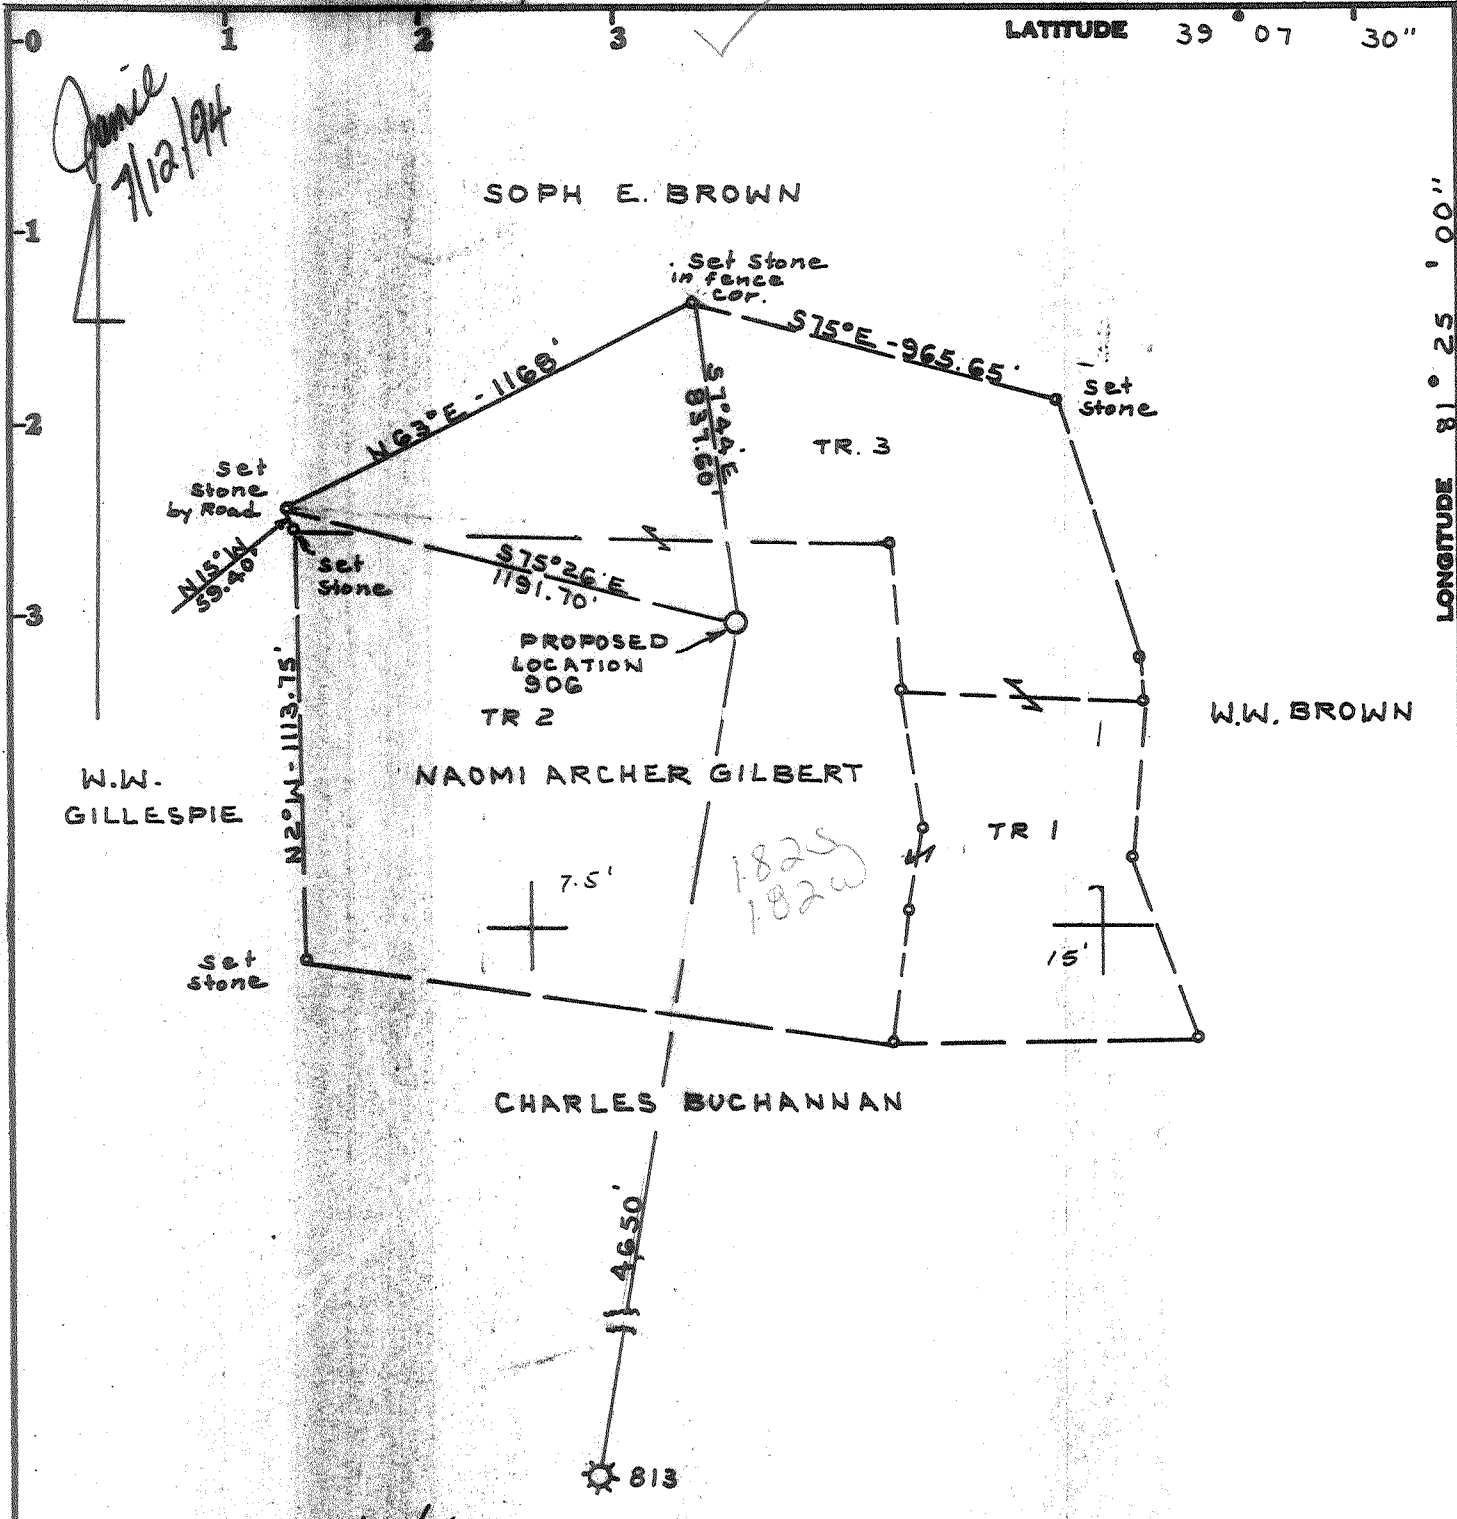 0
1
2
3
LATITUDE 39° 07' 30"
Jamie
7/12/94
1
2
3
LONGITUDE 81° 25' 00"
SOPH E. BROWN
Set Stone
in fence
cor.
S75°E - 965.65'
Set
Stone
N63°E - 1168'
S7°44'E
837.60'
TR. 3
Set
Stone
by Road
N15°W
59.40'
Set
Stone
S75°26'E
1191.70'
PROPOSED
LOCATION
906
TR 2
N2°W - 1113.75'
W.W.
GILLESPIE
NAOMI ARCHER GILBERT
W.W. BROWN
TR 1
1.82S
1.82W
7.5'
15'
Set
Stone
CHARLES BUCHANNAN
4,650'
813